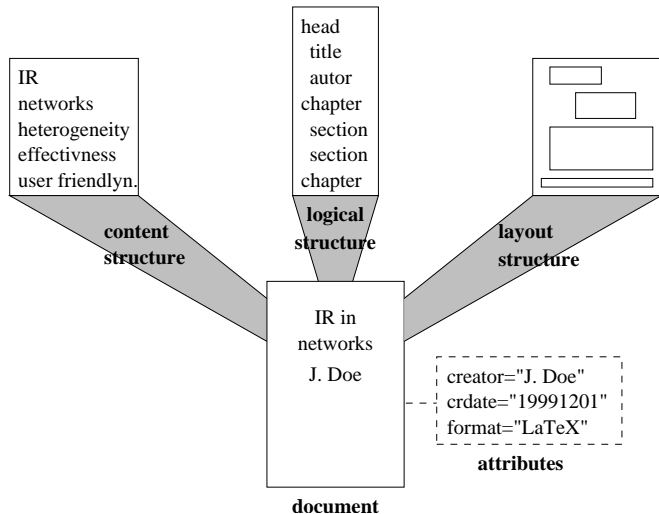 IR
networks
heterogeneity
effectivness
user friendlyn.
head
title
autor
chapter
section
section
chapter
content
structure
logical
structure
layout
structure
IR in
networks
J. Doe
creator="J. Doe"
crdate="19991201"
format="LaTeX"
attributes
document